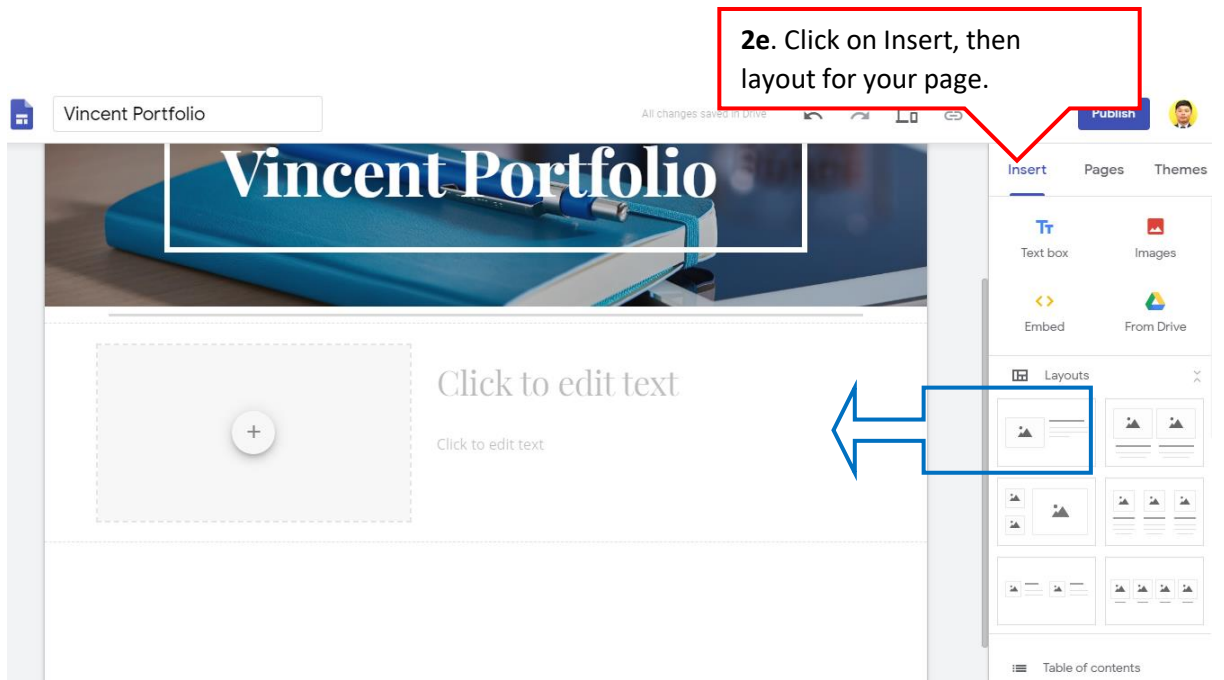 2e. Click on Insert, then
layout for your page.
Vincent Portfolio
All changes saved in Drive
Publish
Vincent Portfolio
Insert Pages Themes
Tт
Text box Images
Embed From Drive
Layouts
Click to edit text
Click to edit text
Table of contents